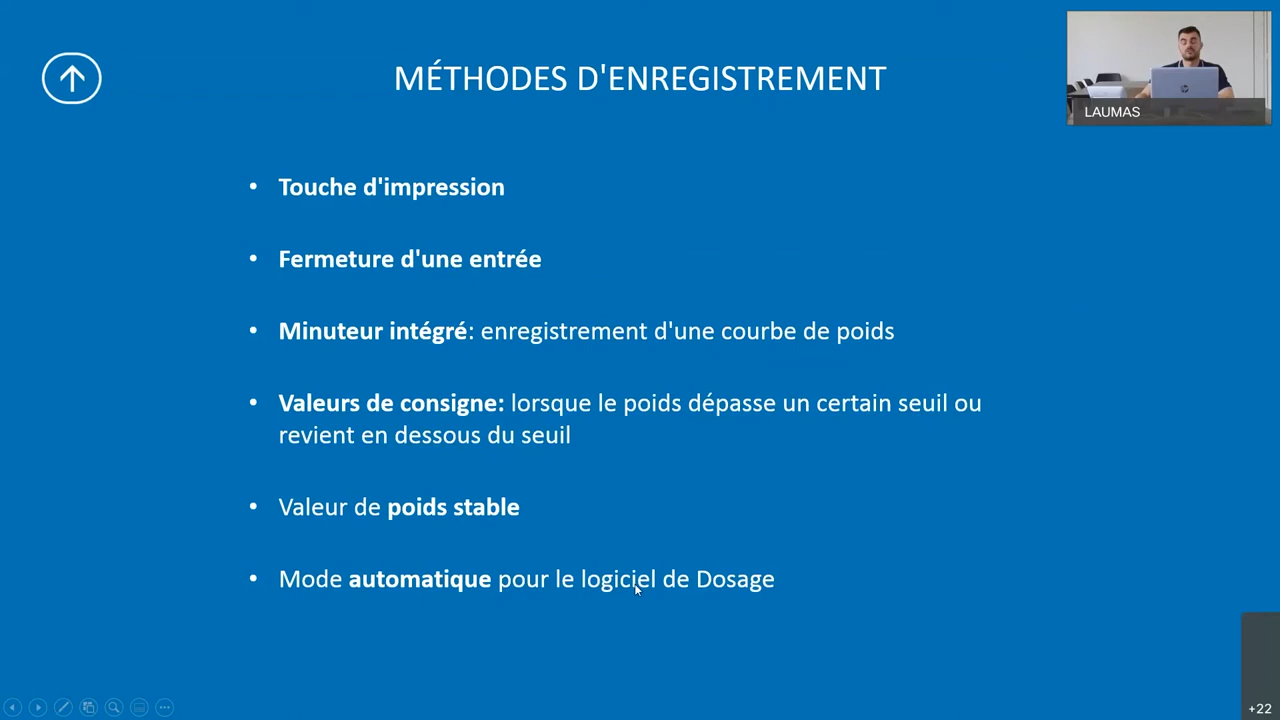 MÉTHODES D'ENREGISTREMENT
LAUMAS
• Touche d'impression
• Fermeture d'une entrée
• Minuteur intégré: enregistrement d'une courbe de poids
• Valeurs de consigne: lorsque le poids dépasse un certain seuil ou
revient en dessous du seuil
• Valeur de poids stable
• Mode automatique pour le logiciel de Dosage
+22